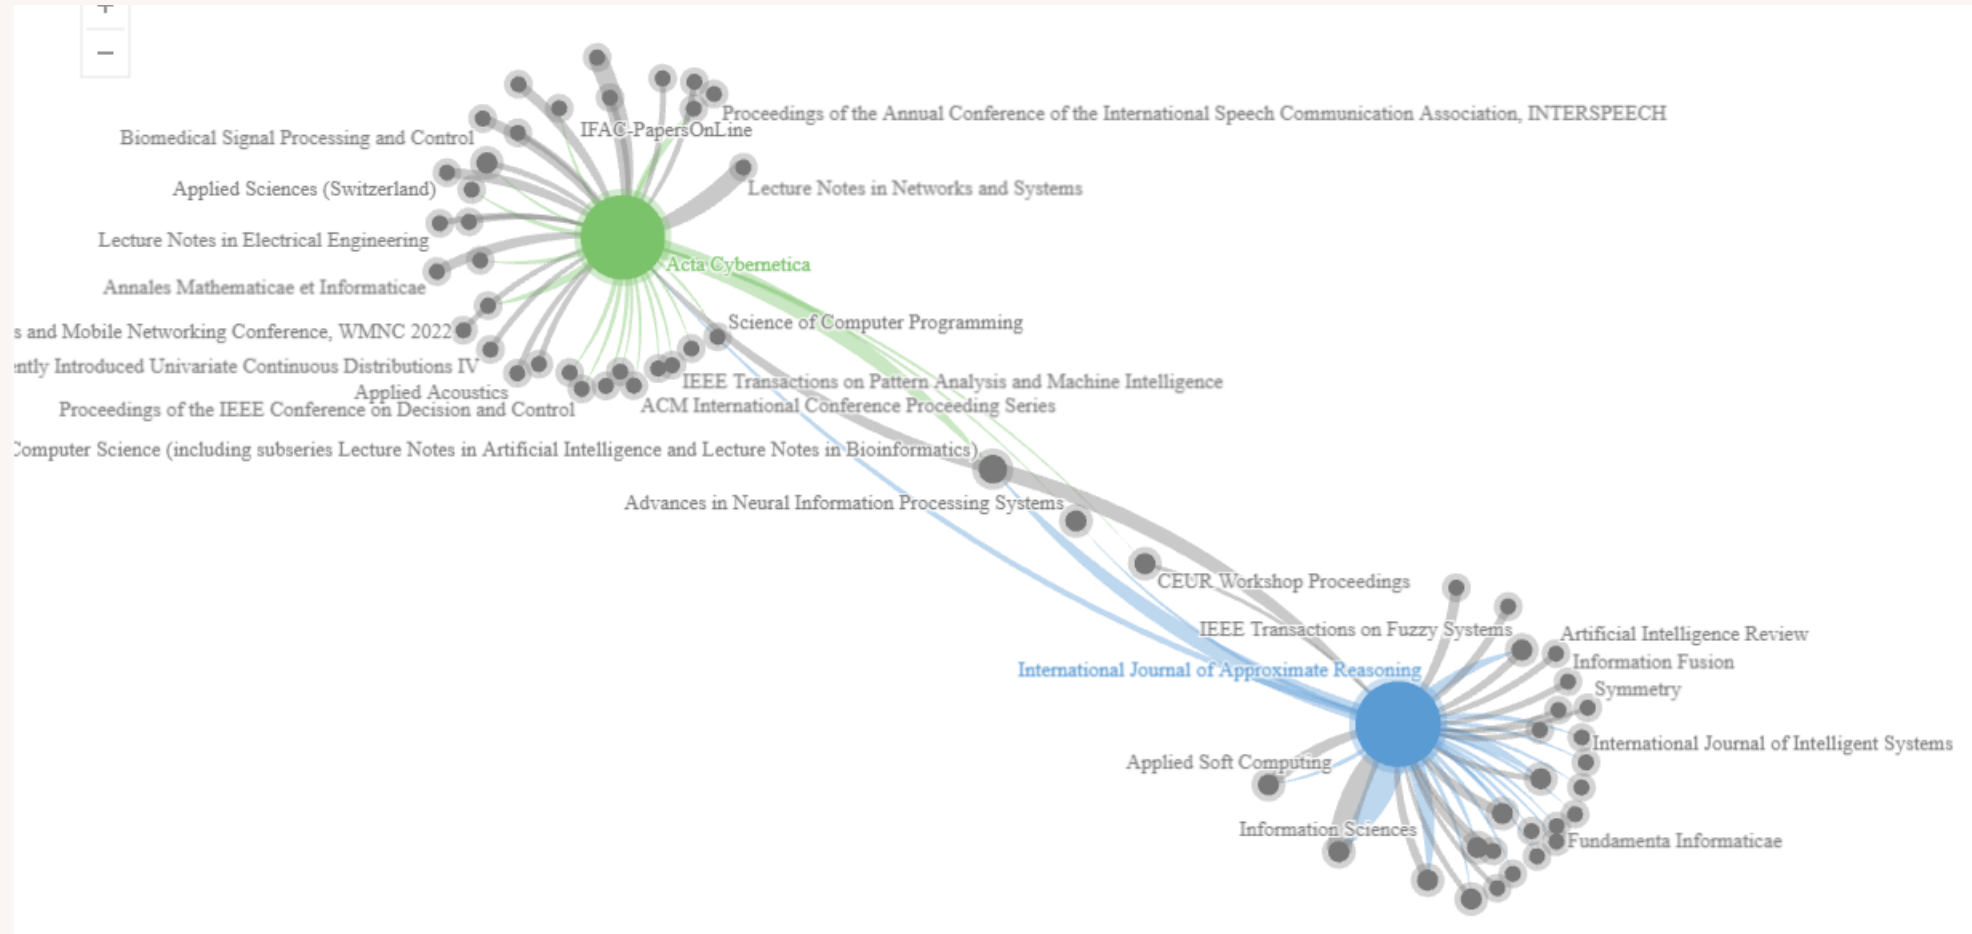 +
−
Proceedings of the Annual Conference of the International Speech Communication Association, INTERSPEECH
IFAC-PapersOnLine
Biomedical Signal Processing and Control
Applied Sciences (Switzerland)
Lecture Notes in Networks and Systems
Lecture Notes in Electrical Engineering
Acta Cybernetica
Annales Mathematicae et Informaticae
Science of Computer Programming
s and Mobile Networking Conference, WMNC 2022
ently Introduced Univariate Continuous Distributions IV
IEEE Transactions on Pattern Analysis and Machine Intelligence
Applied Acoustics
ACM International Conference Proceeding Series
Proceedings of the IEEE Conference on Decision and Control
Computer Science (including subseries Lecture Notes in Artificial Intelligence and Lecture Notes in Bioinformatics)
Advances in Neural Information Processing Systems
CEUR Workshop Proceedings
IEEE Transactions on Fuzzy Systems
Artificial Intelligence Review
Information Fusion
International Journal of Approximate Reasoning
Symmetry
International Journal of Intelligent Systems
Applied Soft Computing
Information Sciences
Fundamenta Informaticae